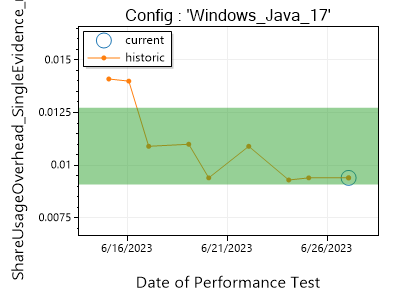 Config : 'Windows_Java_17'
current
historic
0.015
0.0125
0.01
0.0075
6/16/2023
6/21/2023
6/26/2023
Date of Performance Test
ShareUsageOverhead_SingleEvidence_